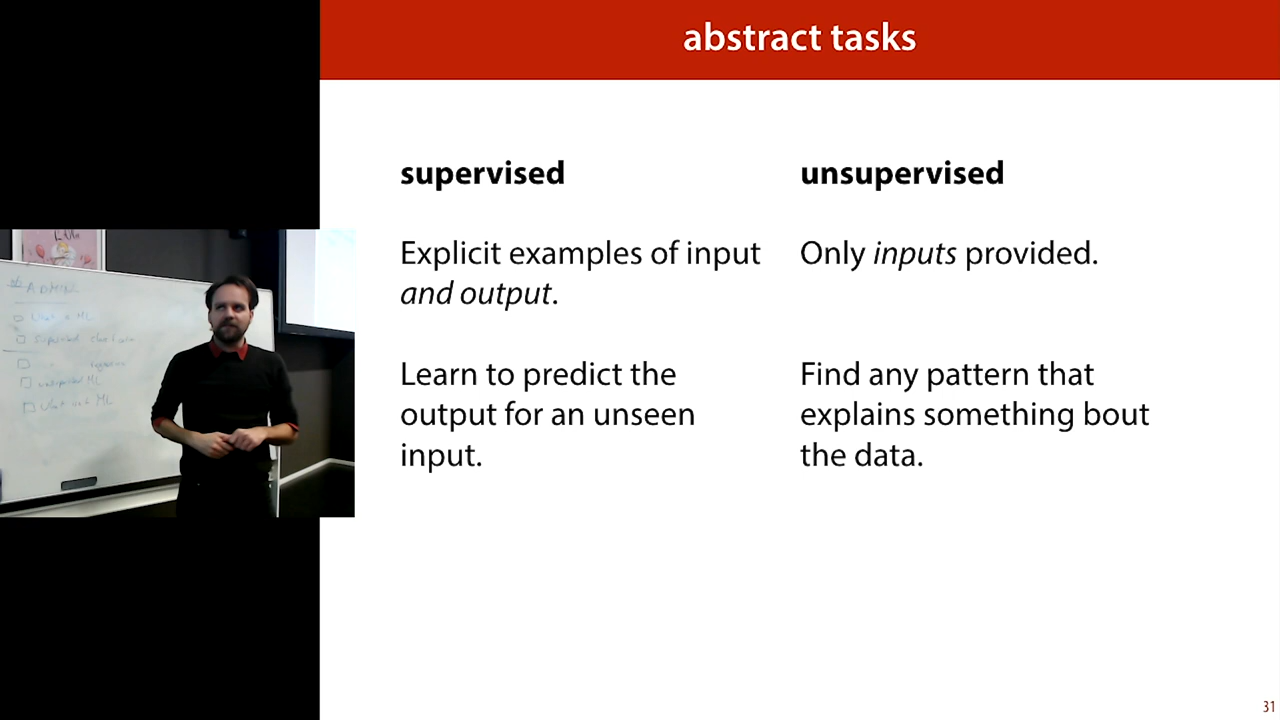 abstract tasks
supervised
Explicit examples of input
and output.
Learn to predict the
output for an unseen
input.
unsupervised
Only inputs provided.
Find any pattern that
explains something bout
the data.
ADMIN
31